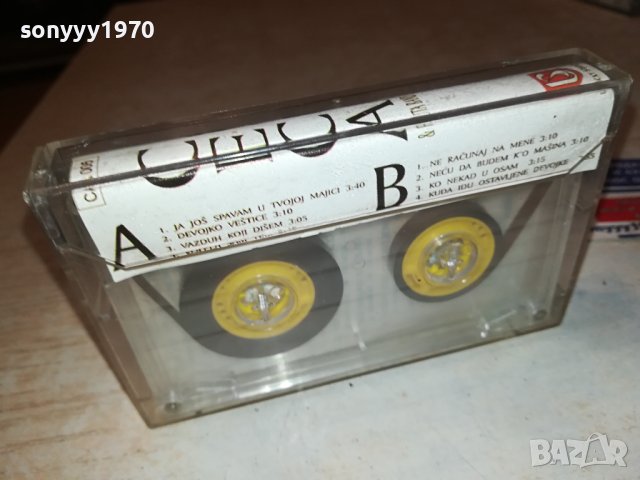 sonyyy1970
CECA
A
1. JA JOŠ SPAVAM U TVOJOJ MAJICI 3:40
2. DEVOJKO VEŠTICE 3:10
3. VAZDUH KOJI DIŠEM 3:05
B
1. NE RAČUNAJ NA MENE 3:10
2. NEĆU DA BUDEM K'O MAŠINA 3:10
3. KO NEKAD U OSAM 3:15
4. KUDA IDU OSTAVLJENE DEVOJKE
BAZAR